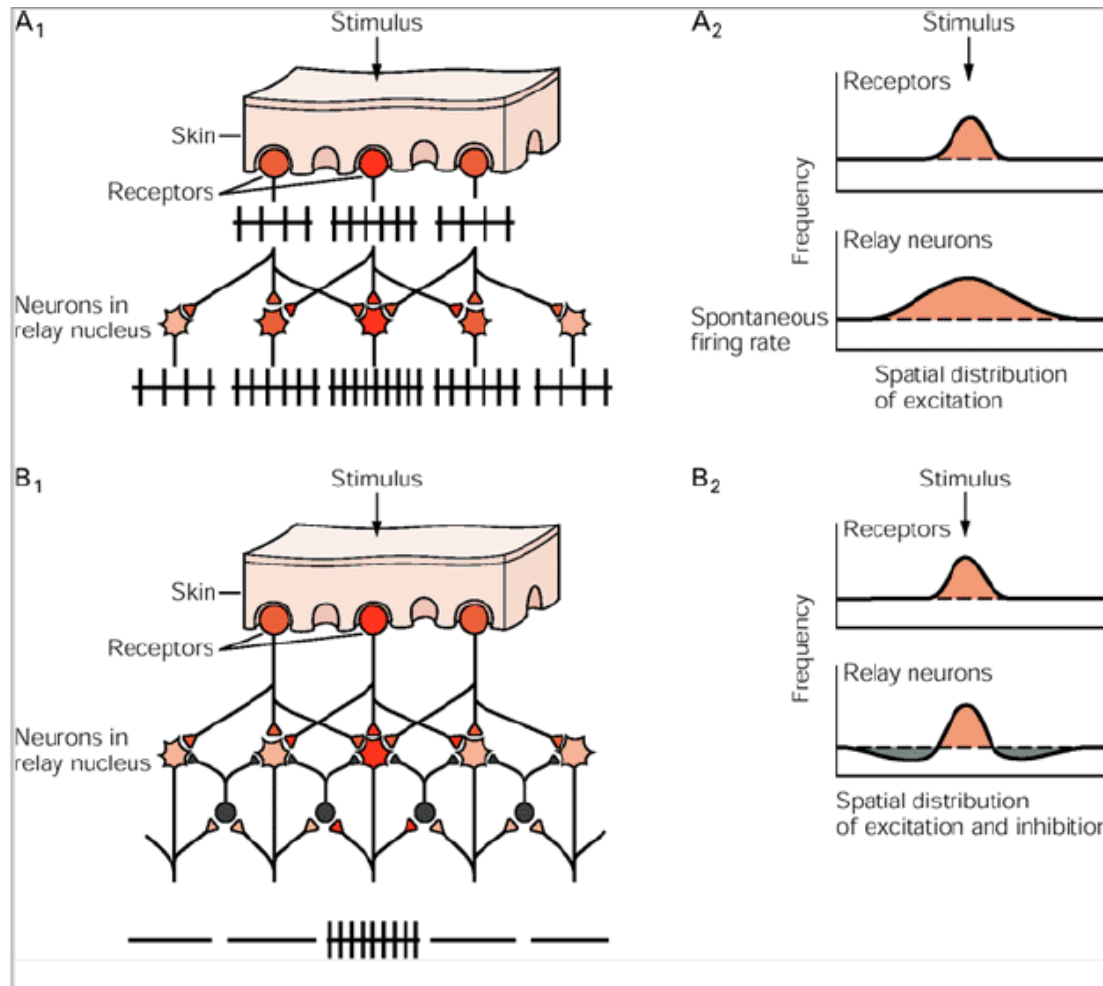 A1
Stimulus
Skin
Receptors
Neurons in
relay nucleus
A2
Stimulus
Receptors
Frequency
Relay neurons
Spontaneous
firing rate
Spatial distribution
of excitation
B1
Stimulus
Skin
Receptors
Neurons in
relay nucleus
B2
Stimulus
Receptors
Frequency
Relay neurons
Spatial distribution
of excitation and inhibition